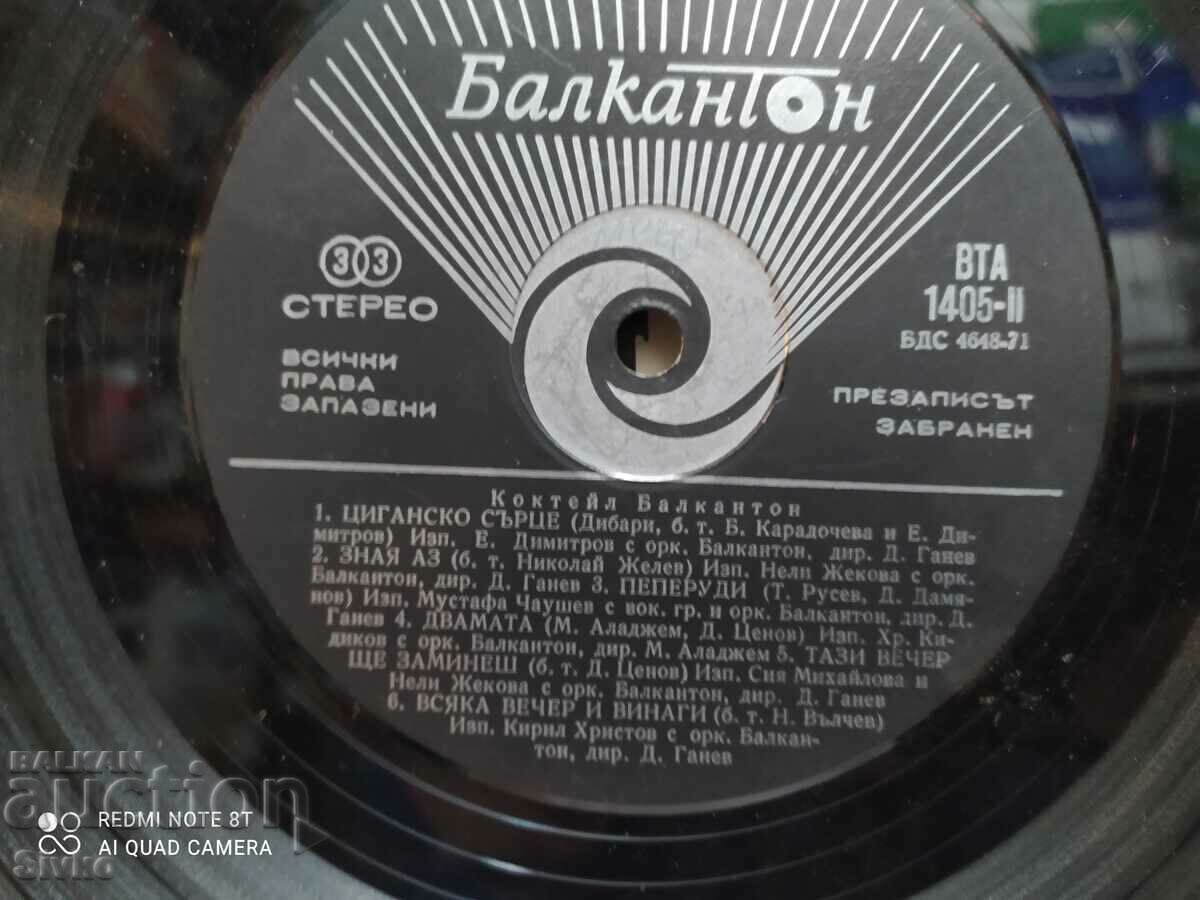 Балкантон
33
СТЕРЕО
ВСИЧКИ
ПРАВА
ЗАПАЗЕНИ
ВТА
1405-II
БДС 4648-71
ПРЕЗАПИСЪТ
ЗАБРАНЕН
Коктейл Балкантон
1. ЦИГАНСКО СЪРЦЕ (Дибари, б. т. Б. Карадочева и Е. Ди-
митров) Изп. Е. Димитров с орк. Балкантон, дир. Д. Ганев
2. ЗНАЯ АЗ (б. т. Николай Желев) Изп. Нели Жекова с орк.
Балкантон, дир. Д. Ганев 3. ПЕПЕРУДИ (Т. Русев, Д. Дамя-
нов) Изп. Мустафа Чаушев с вок. гр. и орк. Балкантон, дир. Д.
Ганев 4. ДВАМАТА (М. Аладжем, Д. Ценов) Изп. Хр. Ки-
диков с орк. Балкантон, дир. М. Аладжем 5. ТАЗИ ВЕЧЕР
ЩЕ ЗАМИНЕШ (б. т. Д. Ценов) Изп. Сия Михайлова и
Нели Жекова с орк. Балкантон, дир. Д. Ганев
6. ВСЯКА ВЕЧЕР И ВИНАГИ (б. т. Н. Вълчев)
Изп. Кирил Христов с орк. Балкан-
тон, дир. Д. Ганев
BALKAN
auction
REDMI NOTE 8T
AI QUAD CAMERA
Sivko